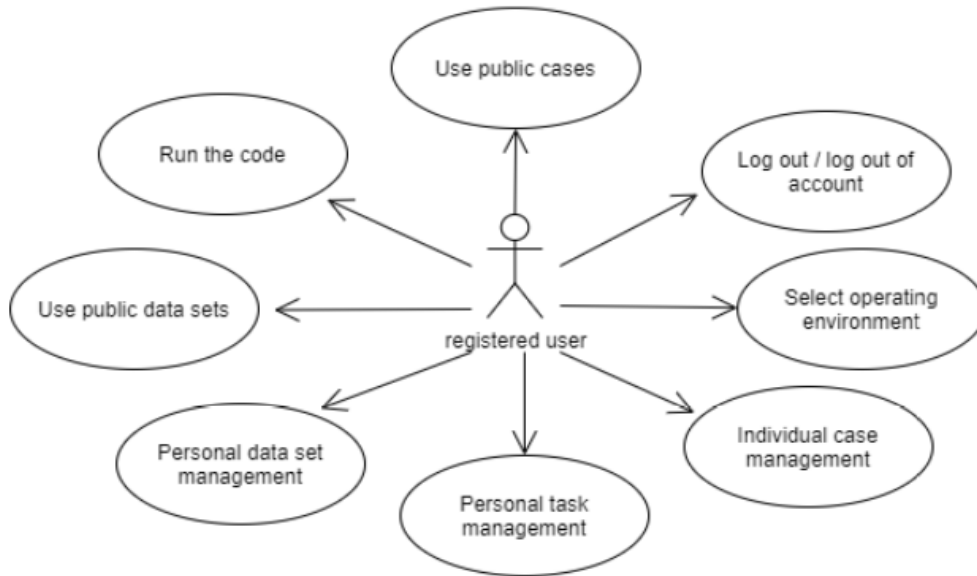 Use public cases
Run the code
Log out / log out of
account
Use public data sets
Select operating
environment
registered user
Personal data set
management
Individual case
management
Personal task
management